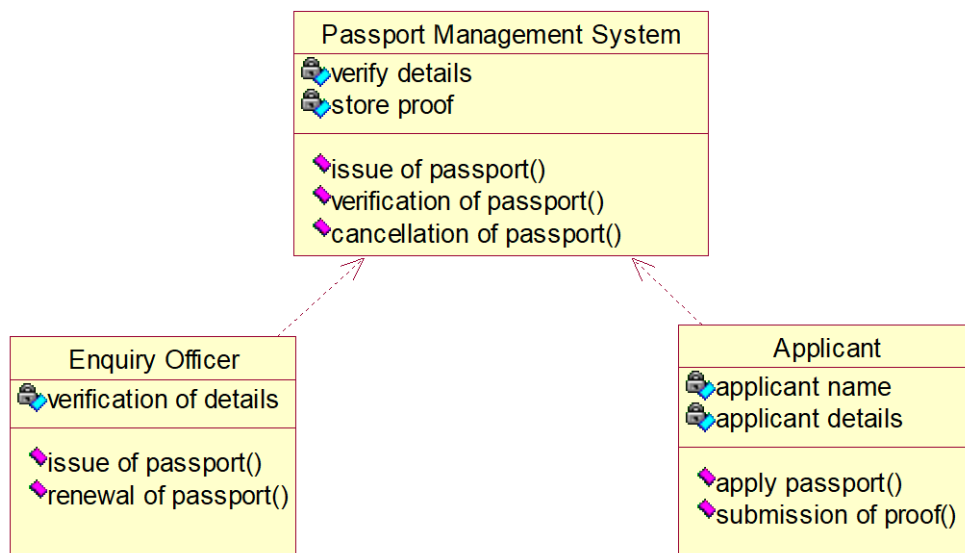 Passport Management System
verify details
store proof
issue of passport()
verification of passport()
cancellation of passport()
Enquiry Officer
verification of details
issue of passport()
renewal of passport()
Applicant
applicant name
applicant details
apply passport()
submission of proof()